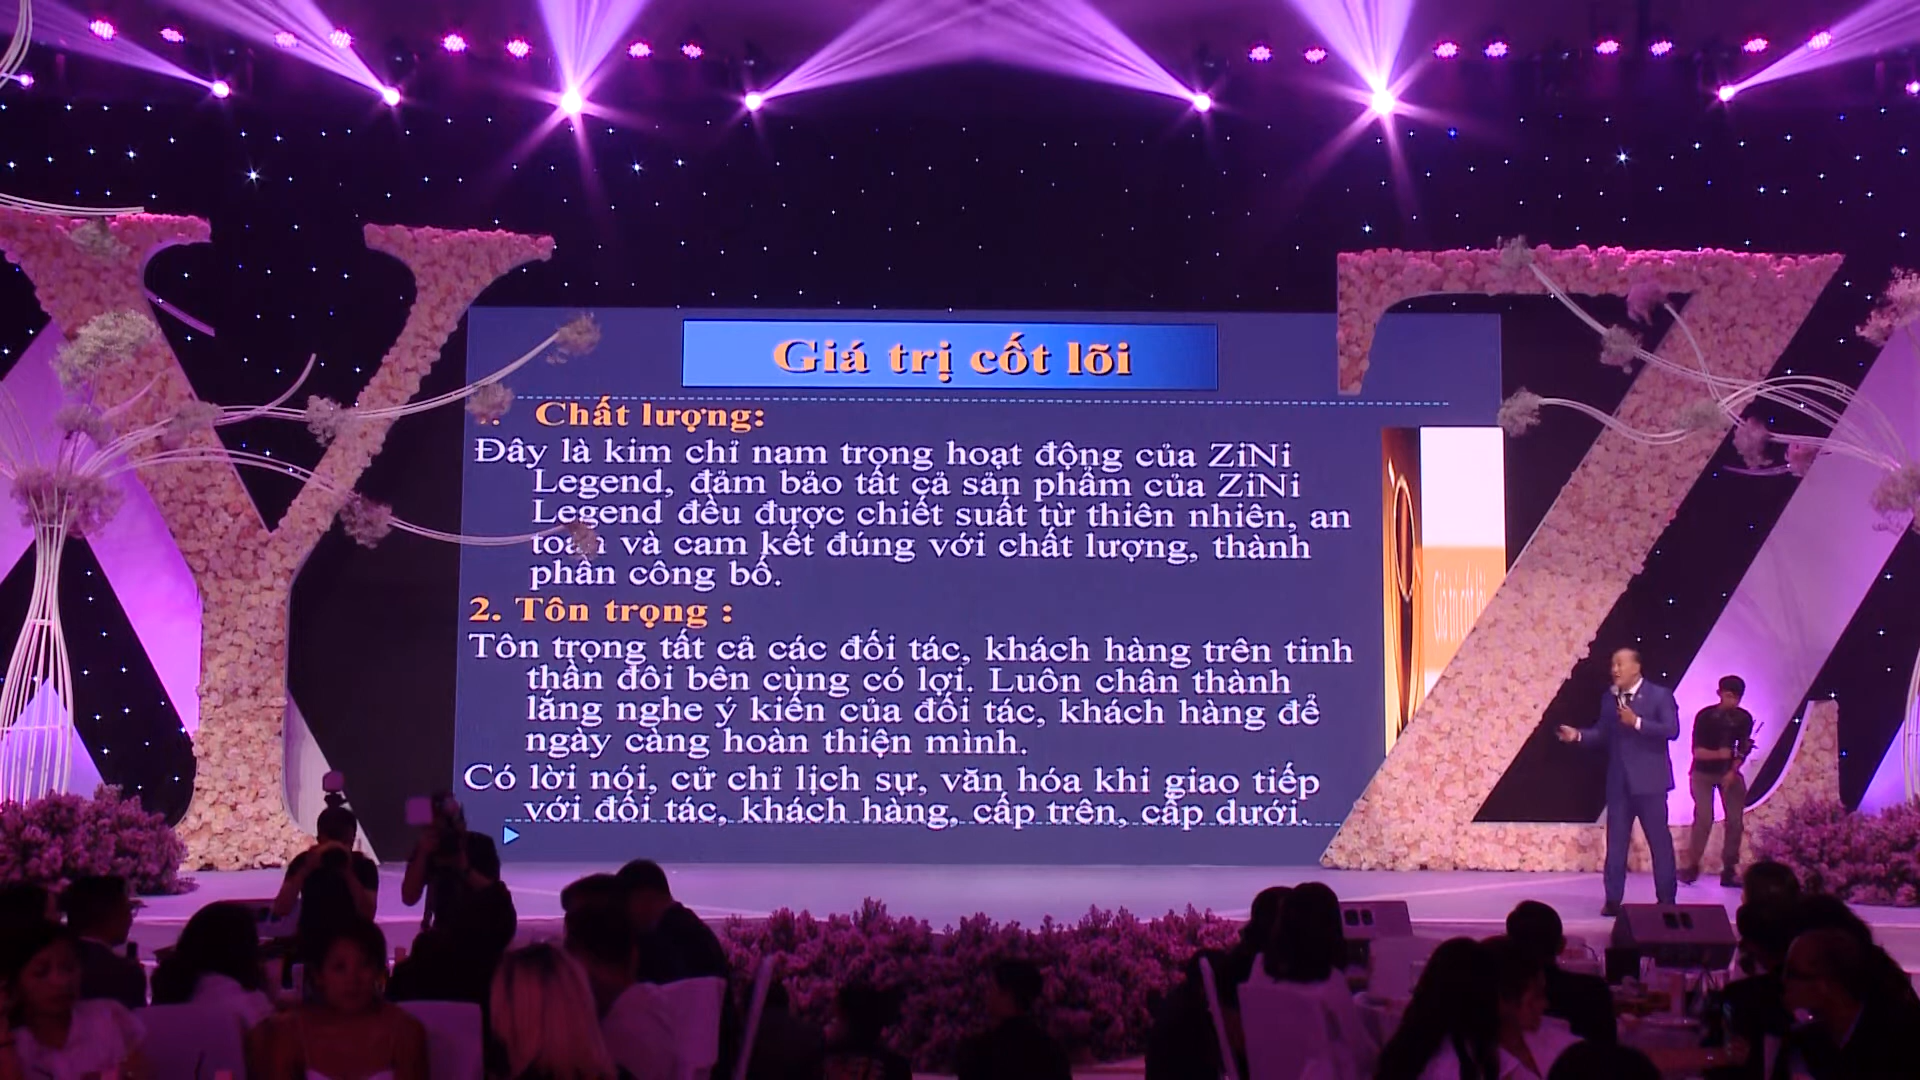 Y
Z
Giá trị cốt lõi
Chất lượng:
Đây là kim chỉ nam trong hoạt động của ZiNi
Legend, đảm bảo tất cả sản phẩm của ZiNi
Legend đều được chiết suất từ thiên nhiên, an
toàn và cam kết đúng với chất lượng, thành
phần công bố.
2. Tôn trọng :
Tôn trọng tất cả các đối tác, khách hàng trên tinh
thần đôi bên cùng có lợi. Luôn chân thành
lắng nghe ý kiến của đối tác, khách hàng để
ngày càng hoàn thiện mình.
Có lời nói, cử chỉ lịch sự, văn hóa khi giao tiếp
với đối tác, khách hàng, cấp trên, cấp dưới.
Giá trị cốt lõi